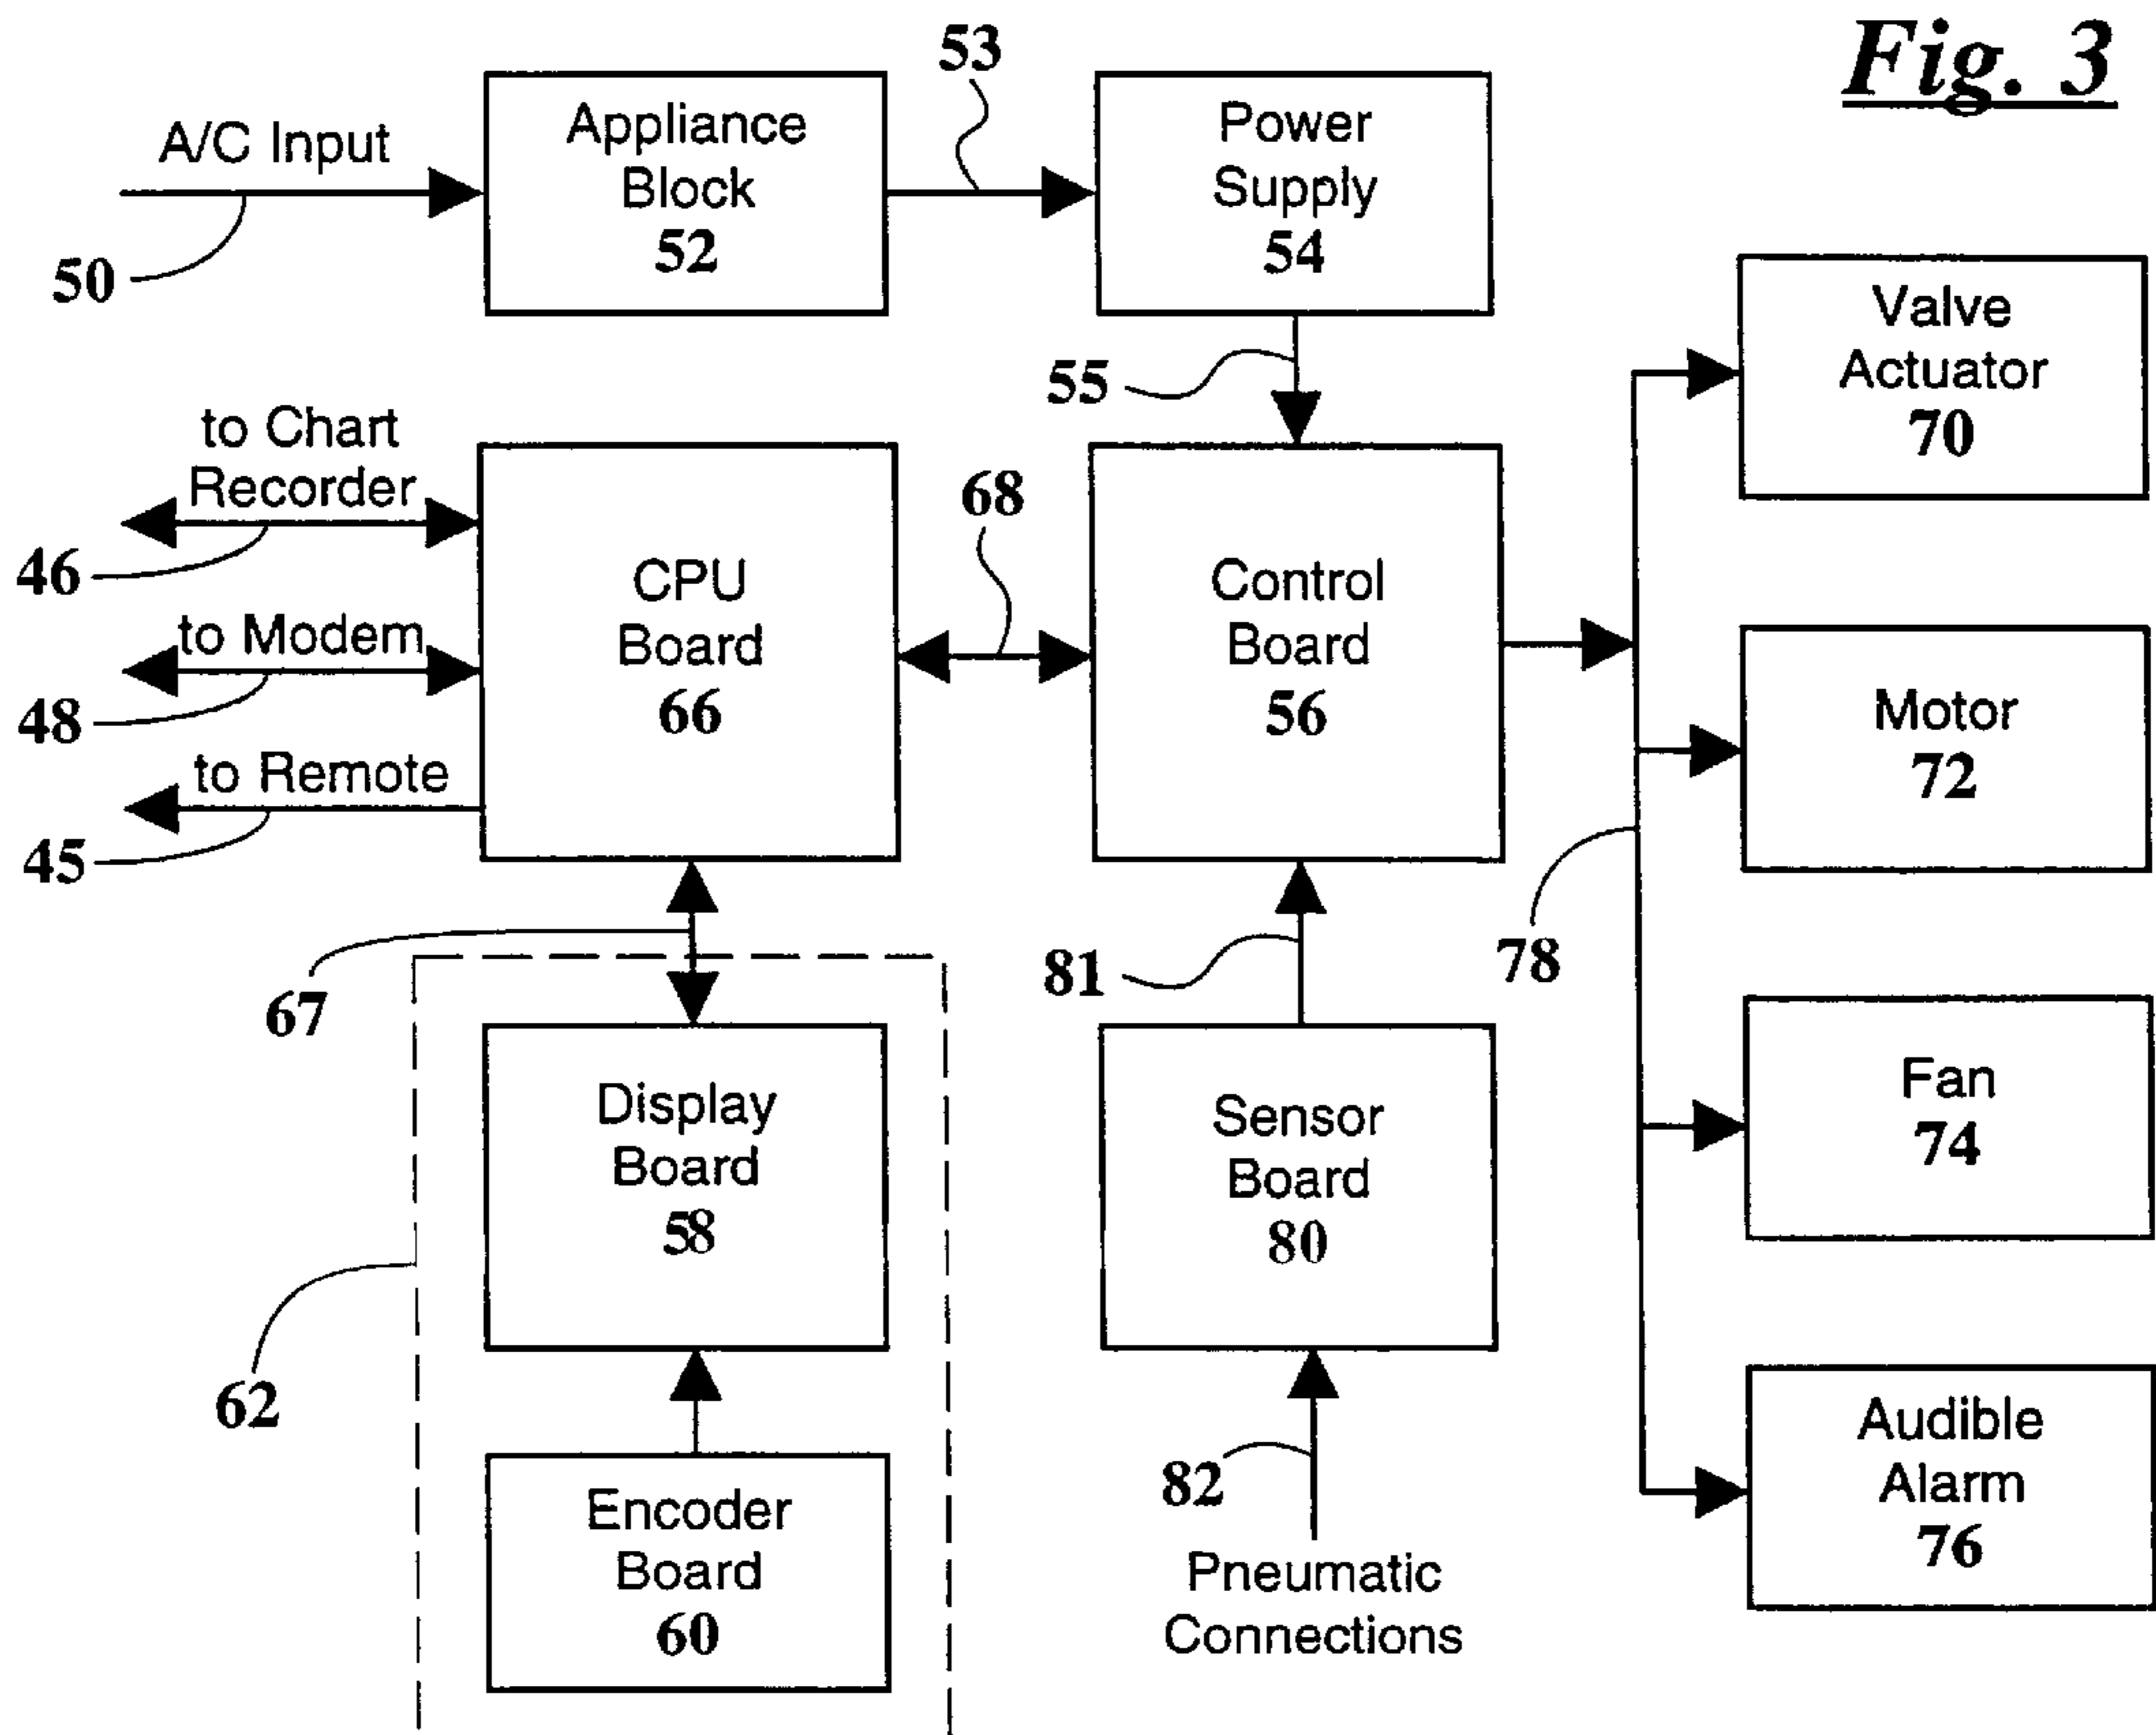 Fig. 3
53
A/C Input
50
Appliance
Block
52
Power
Supply
54
55
Valve
Actuator
70
to Chart
Recorder
46
to Modem
48
to Remote
45
CPU
Board
66
68
Control
Board
56
Motor
72
67
81
78
Display
Board
58
Sensor
Board
80
Fan
74
62
82
Encoder
Board
60
Pneumatic
Connections
Audible
Alarm
76